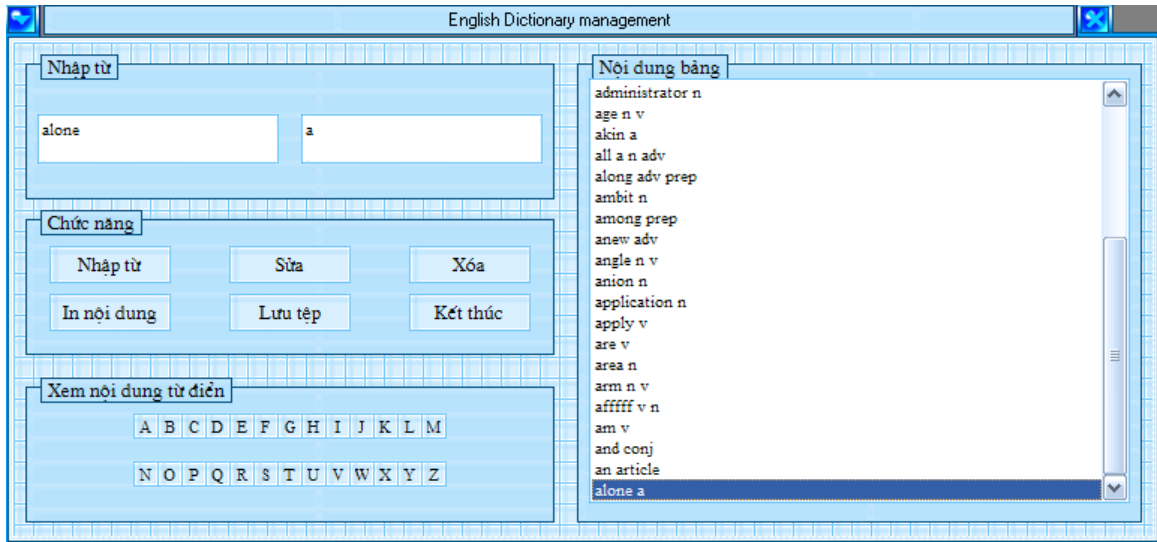 English Dictionary management
Nhập từ
alone
a
Chức năng
Nhập từ Sửa Xóa
In nội dung Lưu tệp Kết thúc
Xem nội dung từ điển
A B C D E F G H I J K L M
N O P Q R S T U V W X Y Z
Nội dung bảng
administrator n
age n v
akin a
all a n adv
along adv prep
ambit n
among prep
anew adv
angle n v
anion n
application n
apply v
are v
area n
arm n v
afffff v n
am v
and conj
an article
alone a